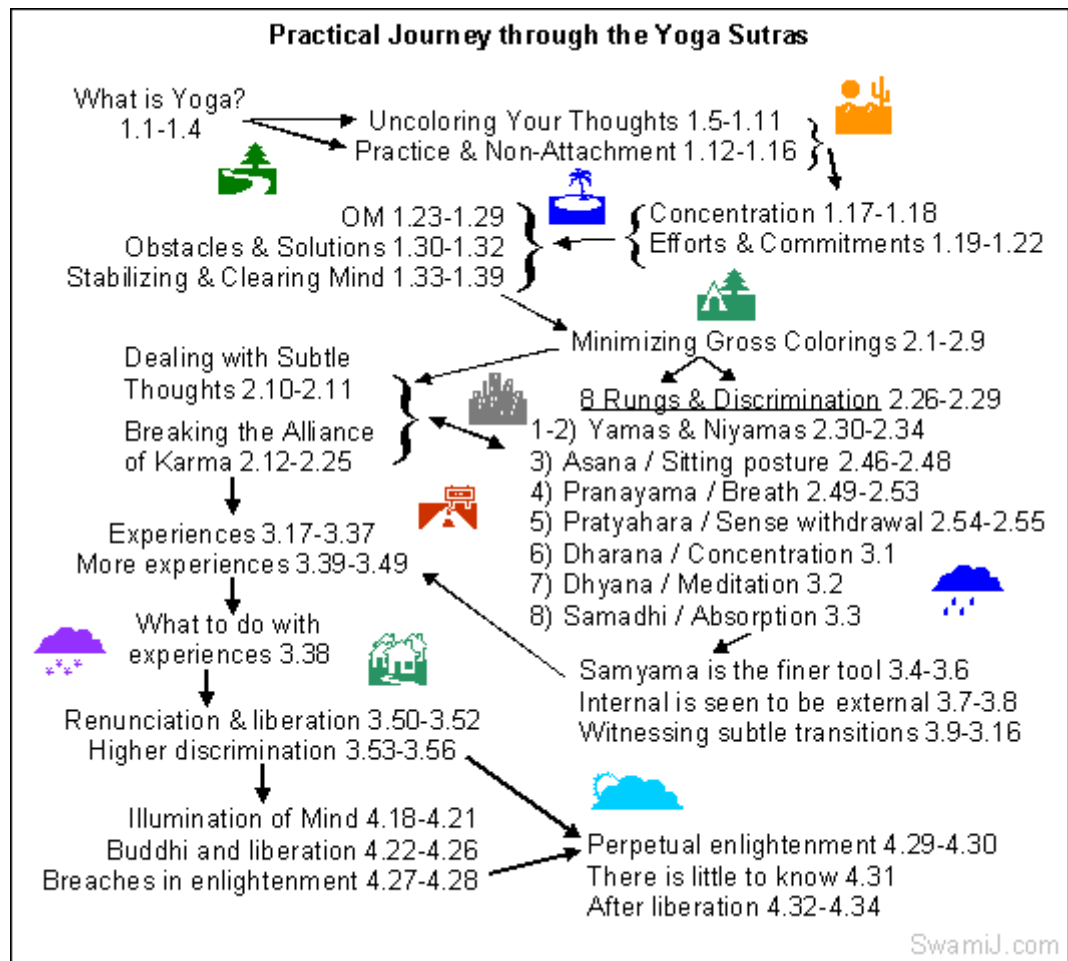 Practical Journey through the Yoga Sutras
What is Yoga?
1.1-1.4
Uncoloring Your Thoughts 1.5-1.11
Practice & Non-Attachment 1.12-1.16
Concentration 1.17-1.18
Efforts & Commitments 1.19-1.22
OM 1.23-1.29
Obstacles & Solutions 1.30-1.32
Stabilizing & Clearing Mind 1.33-1.39
Minimizing Gross Colorings 2.1-2.9
Dealing with Subtle
Thoughts 2.10-2.11
Breaking the Alliance
of Karma 2.12-2.25
8 Rungs & Discrimination 2.26-2.29
1-2) Yamas & Niyamas 2.30-2.34
3) Asana / Sitting posture 2.46-2.48
4) Pranayama / Breath 2.49-2.53
5) Pratyahara / Sense withdrawal 2.54-2.55
6) Dharana / Concentration 3.1
7) Dhyana / Meditation 3.2
8) Samadhi / Absorption 3.3
Samyama is the finer tool 3.4-3.6
Internal is seen to be external 3.7-3.8
Witnessing subtle transitions 3.9-3.16
Experiences 3.17-3.37
More experiences 3.39-3.49
What to do with
experiences 3.38
Renunciation & liberation 3.50-3.52
Higher discrimination 3.53-3.56
Illumination of Mind 4.18-4.21
Buddhi and liberation 4.22-4.26
Breaches in enlightenment 4.27-4.28
Perpetual enlightenment 4.29-4.30
There is little to know 4.31
After liberation 4.32-4.34
SwamiJ.com